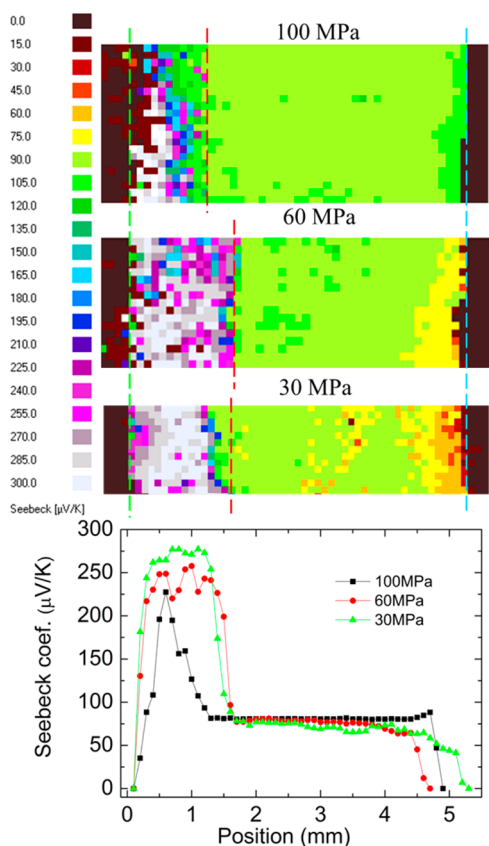 100 MPa
0.0
15.0
30.0
45.0
60.0
75.0
90.0
105.0
120.0
135.0
150.0
165.0
180.0
195.0
210.0
225.0
240.0
255.0
270.0
285.0
300.0
Seebeck [µV/K]
60 MPa
30 MPa
300
250
200
150
100
50
0
Seebeck coef. (µV/K)
100MPa
60MPa
30MPa
0 1 2 3 4 5
Position (mm)